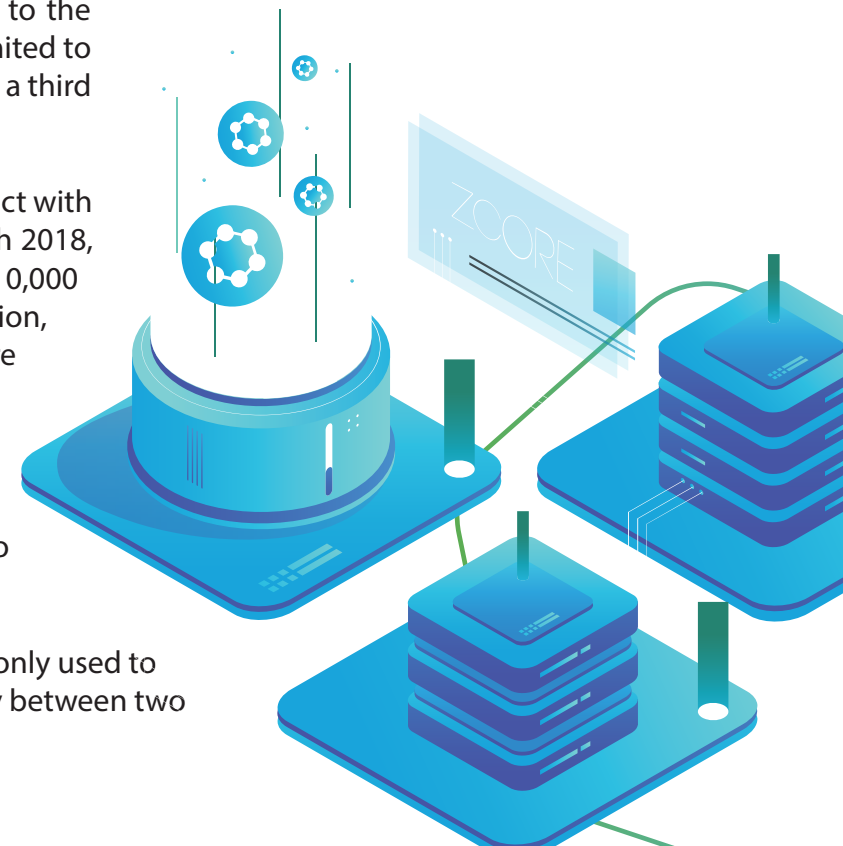 to the
nited to
a third
ct with
h 2018,
0,000
ion,
e
only used to
between two
ZCORE